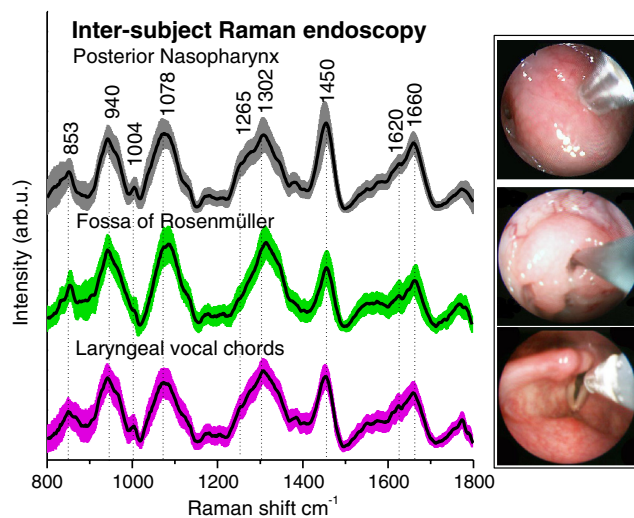 Inter-subject Raman endoscopy
Posterior Nasopharynx
853
940
1004
1078
1265
1302
1450
1620
1660
Fossa of Rosenmüller
Laryngeal vocal chords
Intensity (arb.u.)
800 1000 1200 1400 1600 1800
Raman shift cm-1